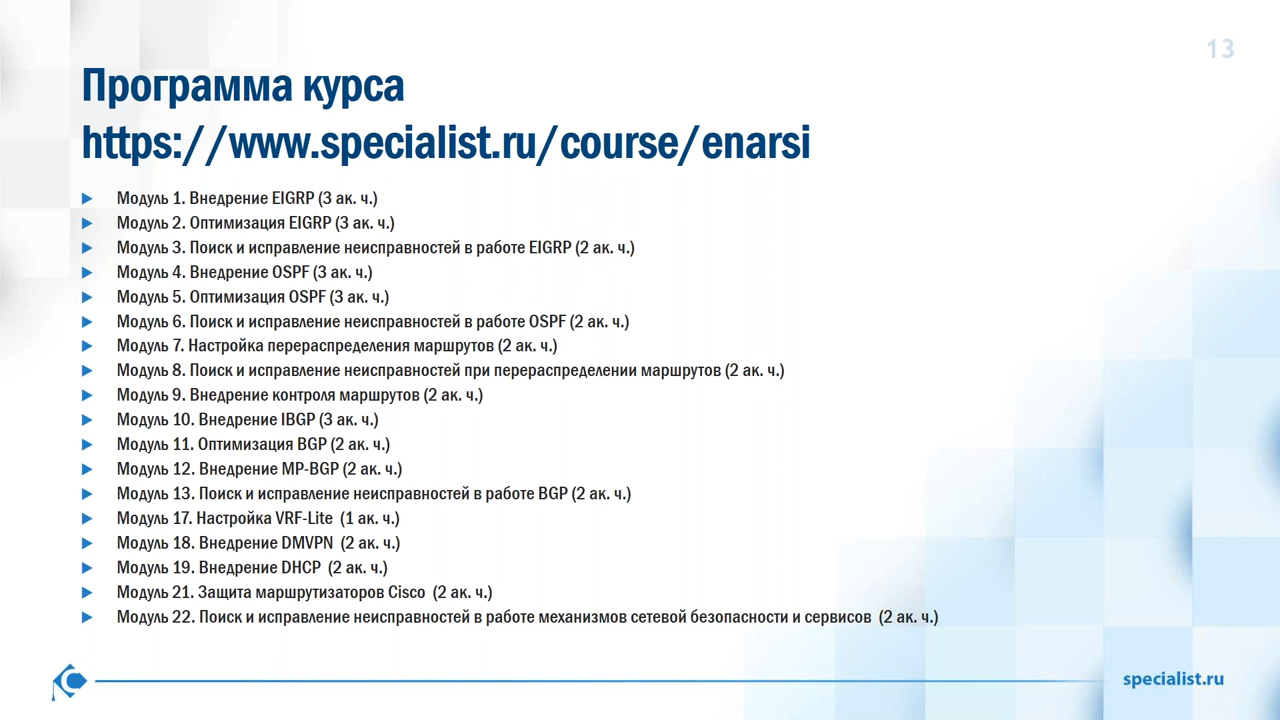 13
Программа курса
https://www.specialist.ru/course/enarsi
Модуль 1. Внедрение EIGRP (3 ак. ч.)
Модуль 2. Оптимизация EIGRP (3 ак. ч.)
Модуль 3. Поиск и исправление неисправностей в работе EIGRP (2 ак. ч.)
Модуль 4. Внедрение OSPF (3 ак. ч.)
Модуль 5. Оптимизация OSPF (3 ак. ч.)
Модуль 6. Поиск и исправление неисправностей в работе OSPF (2 ак. ч.)
Модуль 7. Настройка перераспределения маршрутов (2 ак. ч.)
Модуль 8. Поиск и исправление неисправностей при перераспределении маршрутов (2 ак. ч.)
Модуль 9. Внедрение контроля маршрутов (2 ак. ч.)
Модуль 10. Внедрение IBGP (3 ак. ч.)
Модуль 11. Оптимизация BGP (2 ак. ч.)
Модуль 12. Внедрение MP-BGP (2 ак. ч.)
Модуль 13. Поиск и исправление неисправностей в работе BGP (2 ак. ч.)
Модуль 17. Настройка VRF-Lite (1 ак. ч.)
Модуль 18. Внедрение DMVPN (2 ак. ч.)
Модуль 19. Внедрение DHCP (2 ак. ч.)
Модуль 21. Защита маршрутизаторов Cisco (2 ак. ч.)
Модуль 22. Поиск и исправление неисправностей в работе механизмов сетевой безопасности и сервисов (2 ак. ч.)
specialist.ru